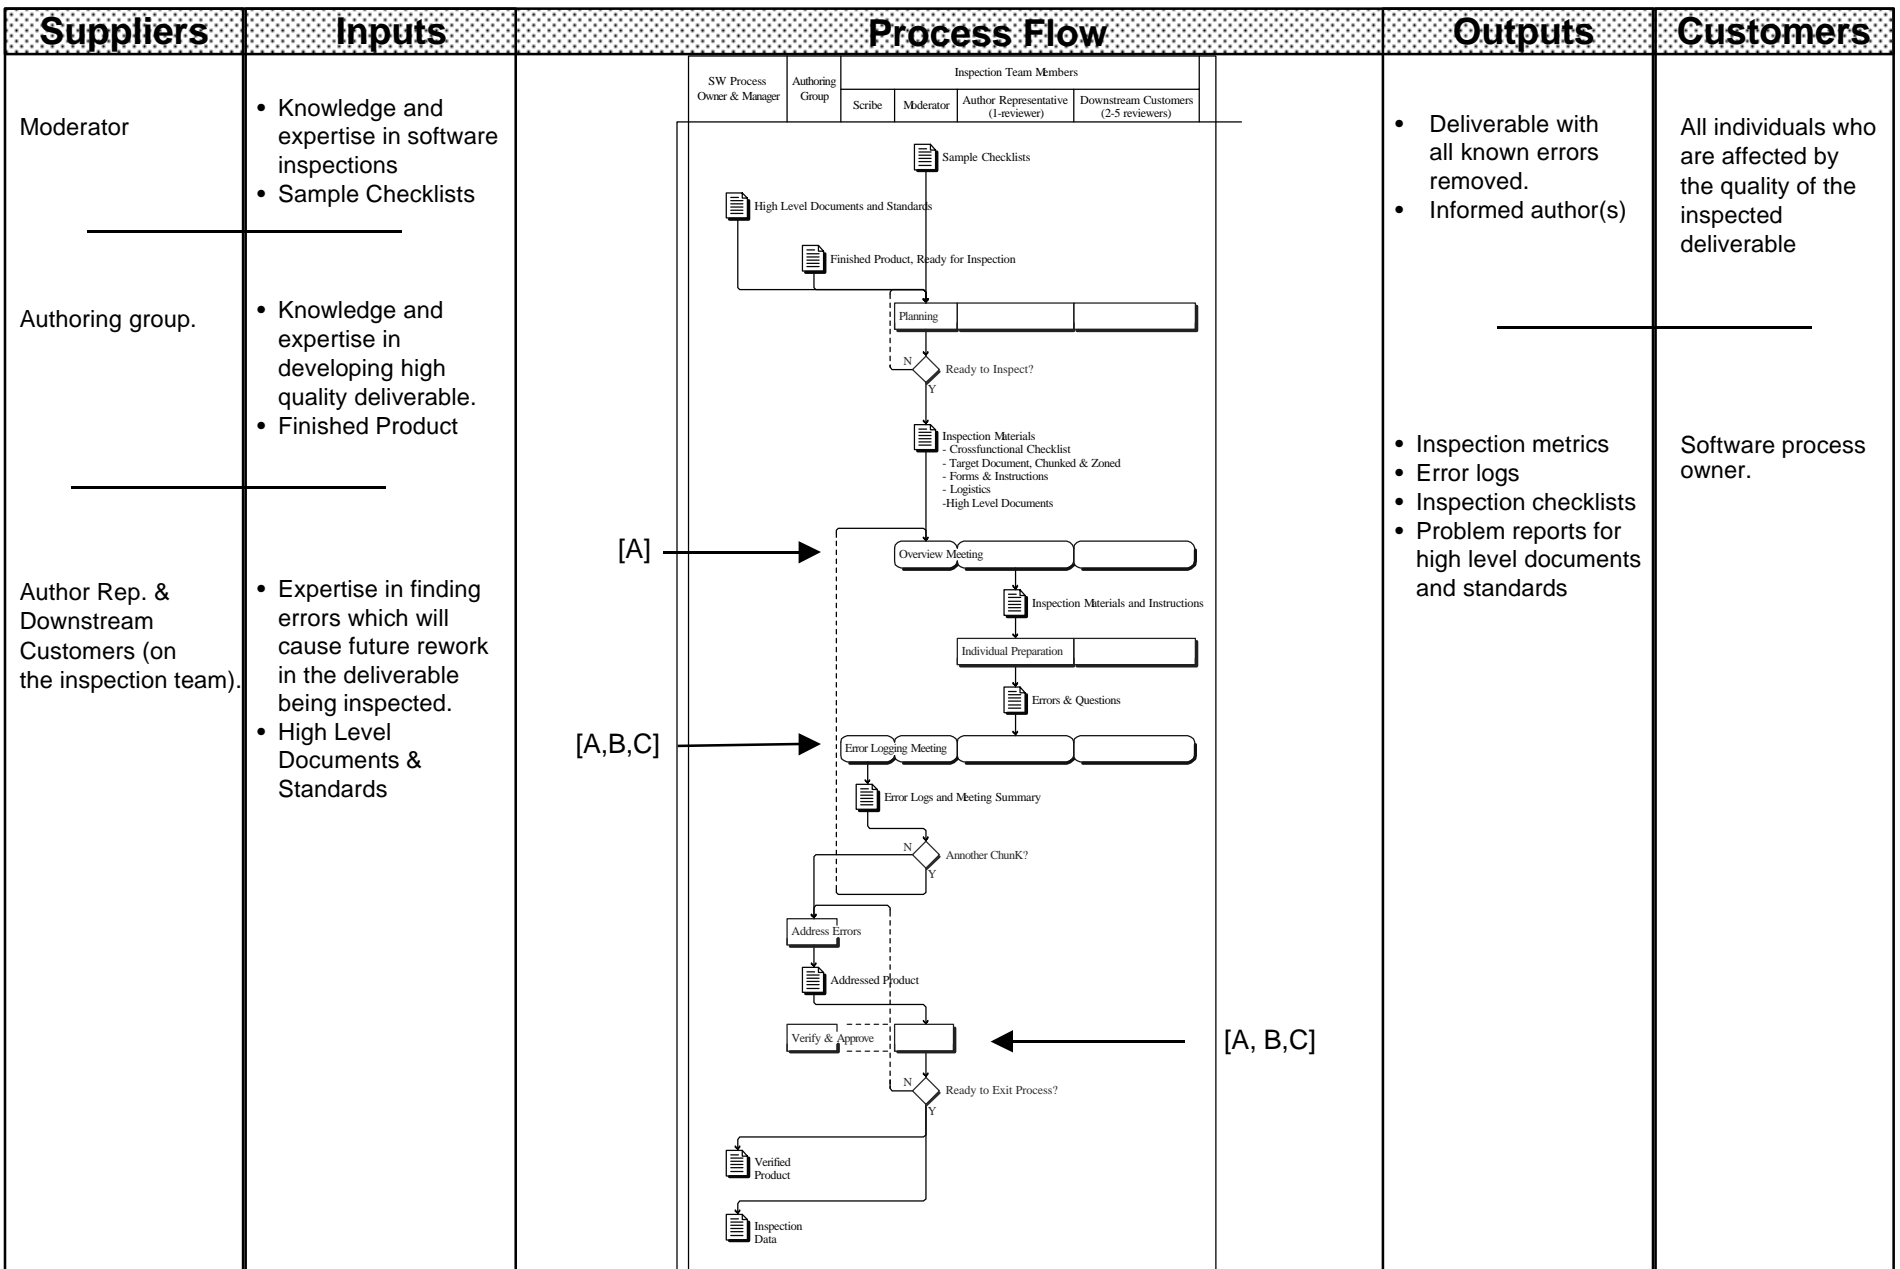 Suppliers
Inputs
Process Flow
Outputs
Customers
Moderator
• Knowledge and
expertise in software
inspections
• Sample Checklists
Authoring group.
• Knowledge and
expertise in
developing high
quality deliverable.
• Finished Product
Author Rep. &
Downstream
Customers (on
the inspection team).
• Expertise in finding
errors which will
cause future rework
in the deliverable
being inspected.
• High Level
Documents &
Standards
SW Process
Owner & Manager
Authoring
Group
Inspection Team Members
Scribe
Moderator
Author Representative
(1-reviewer)
Downstream Customers
(2-5 reviewers)
Sample Checklists
High Level Documents and Standards
Finished Product, Ready for Inspection
Planning
N
Ready to Inspect?
Y
Inspection Materials
- Crossfunctional Checklist
- Target Document, Chunked & Zoned
- Forms & Instructions
- Logistics
-High Level Documents
[A]
Overview Meeting
Inspection Materials and Instructions
Individual Preparation
Errors & Questions
[A,B,C]
Error Logging Meeting
Error Logs and Meeting Summary
N
Annother ChunK?
Y
Address Errors
Addressed Product
Verify & Approve
[A, B,C]
N
Ready to Exit Process?
Y
Verified
Product
Inspection
Data
• Deliverable with
all known errors
removed.
• Informed author(s)
All individuals who
are affected by
the quality of the
inspected
deliverable
• Inspection metrics
• Error logs
• Inspection checklists
• Problem reports for
high level documents
and standards
Software process
owner.